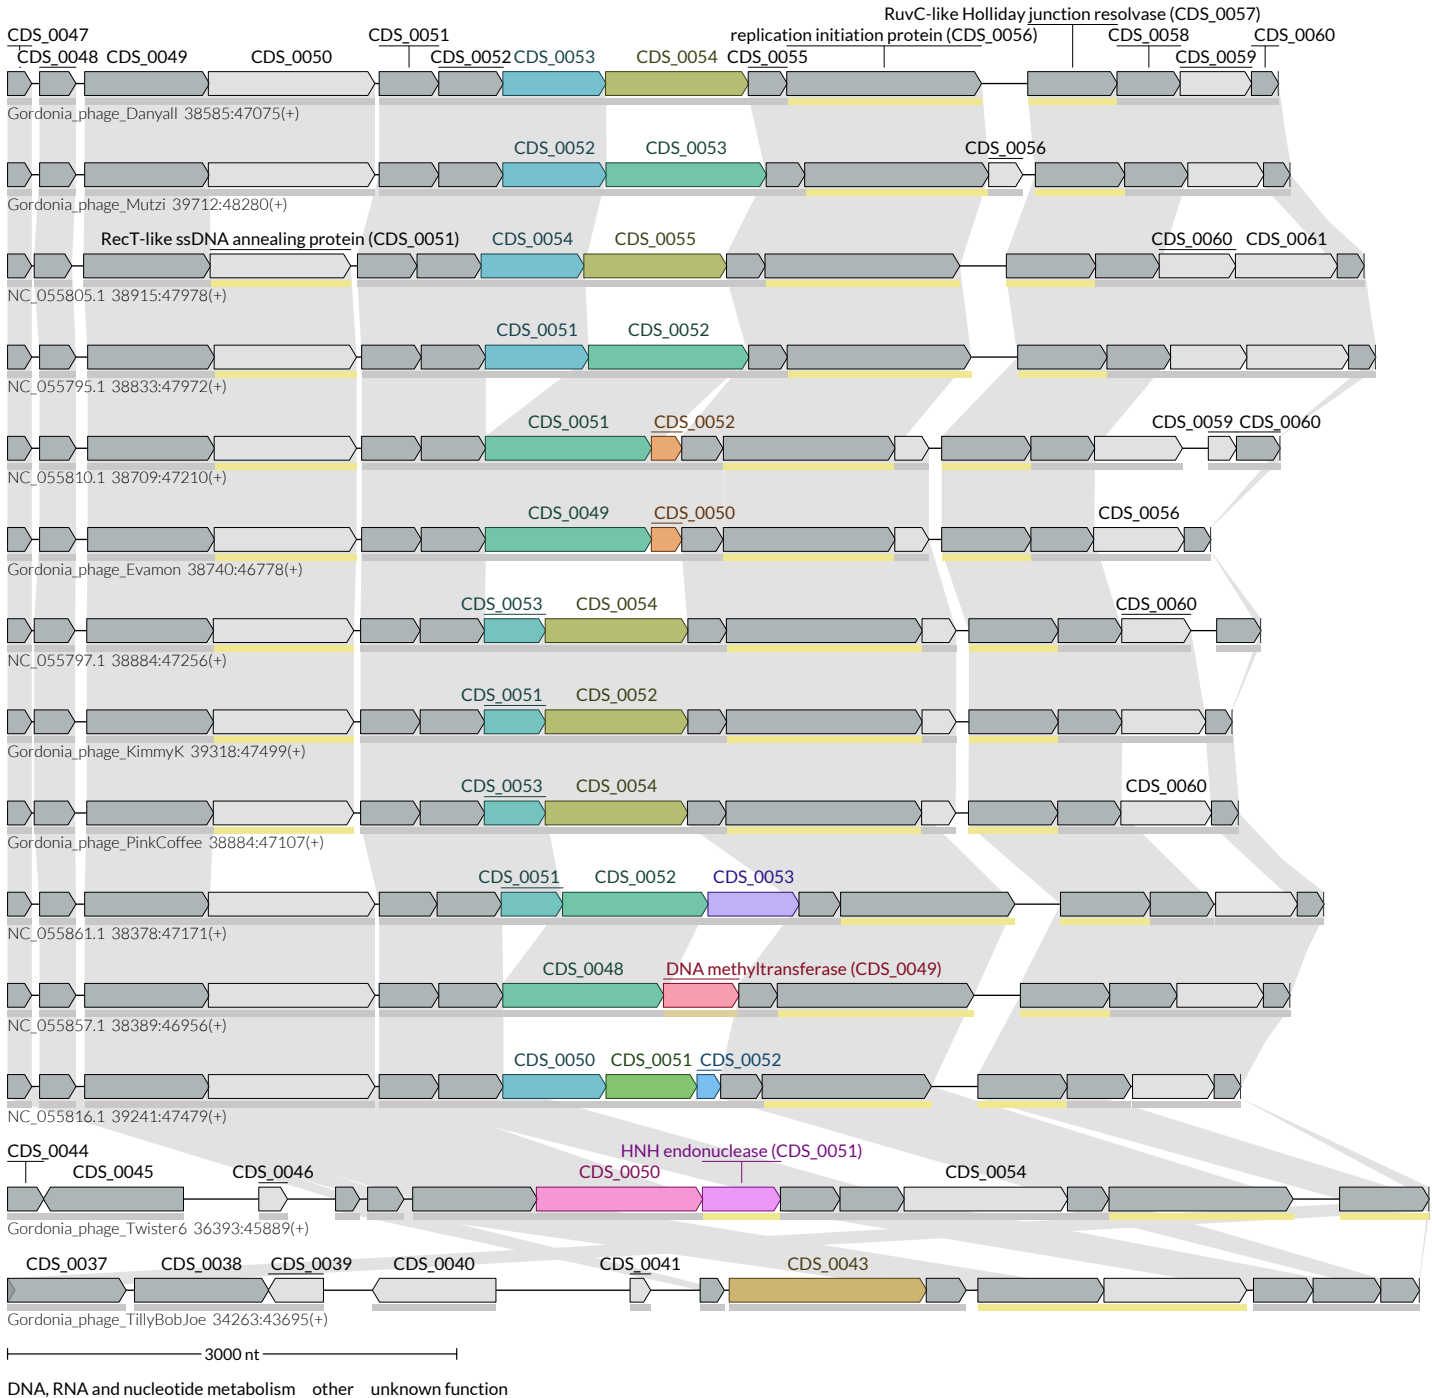 RuvC-like Holliday junction resolvase (CDS_0057)
CDS_0047 CDS_0051 replication initiation protein (CDS_0056) CDS_0058 CDS_0060
CDS_0048 CDS_0049 CDS_0050 CDS_0052 CDS_0053 CDS_0054 CDS_0055 CDS_0059
Gordonia_phage_Danyall 38585:47075(+)
CDS_0052 CDS_0053 CDS_0056
Gordonia_phage_Mutzi 39712:48280(+)
RecT-like ssDNA annealing protein (CDS_0051) CDS_0054 CDS_0055 CDS_0060 CDS_0061
NC_055805.1 38915:47978(+)
CDS_0051 CDS_0052
NC_055795.1 38833:47972(+)
CDS_0051 CDS_0052 CDS_0059 CDS_0060
NC_055810.1 38709:47210(+)
CDS_0049 CDS_0050 CDS_0056
Gordonia_phage_Evamon 38740:46778(+)
CDS_0053 CDS_0054 CDS_0060
NC_055797.1 38884:47256(+)
CDS_0051 CDS_0052
Gordonia_phage_KimmyK 39318:47499(+)
CDS_0053 CDS_0054 CDS_0060
Gordonia_phage_PinkCoffee 38884:47107(+)
CDS_0051 CDS_0052 CDS_0053
NC_055861.1 38378:47171(+)
CDS_0048 DNA methyltransferase (CDS_0049)
NC_055857.1 38389:46956(+)
CDS_0050 CDS_0051 CDS_0052
NC_055816.1 39241:47479(+)
CDS_0044 HNH endonuclease (CDS_0051)
CDS_0045 CDS_0046 CDS_0050 CDS_0054
Gordonia_phage_Twister6 36393:45889(+)
CDS_0037 CDS_0038 CDS_0039 CDS_0040 CDS_0041 CDS_0043
Gordonia_phage_TillyBobJoe 34263:43695(+)
3000 nt
DNA, RNA and nucleotide metabolism other unknown function